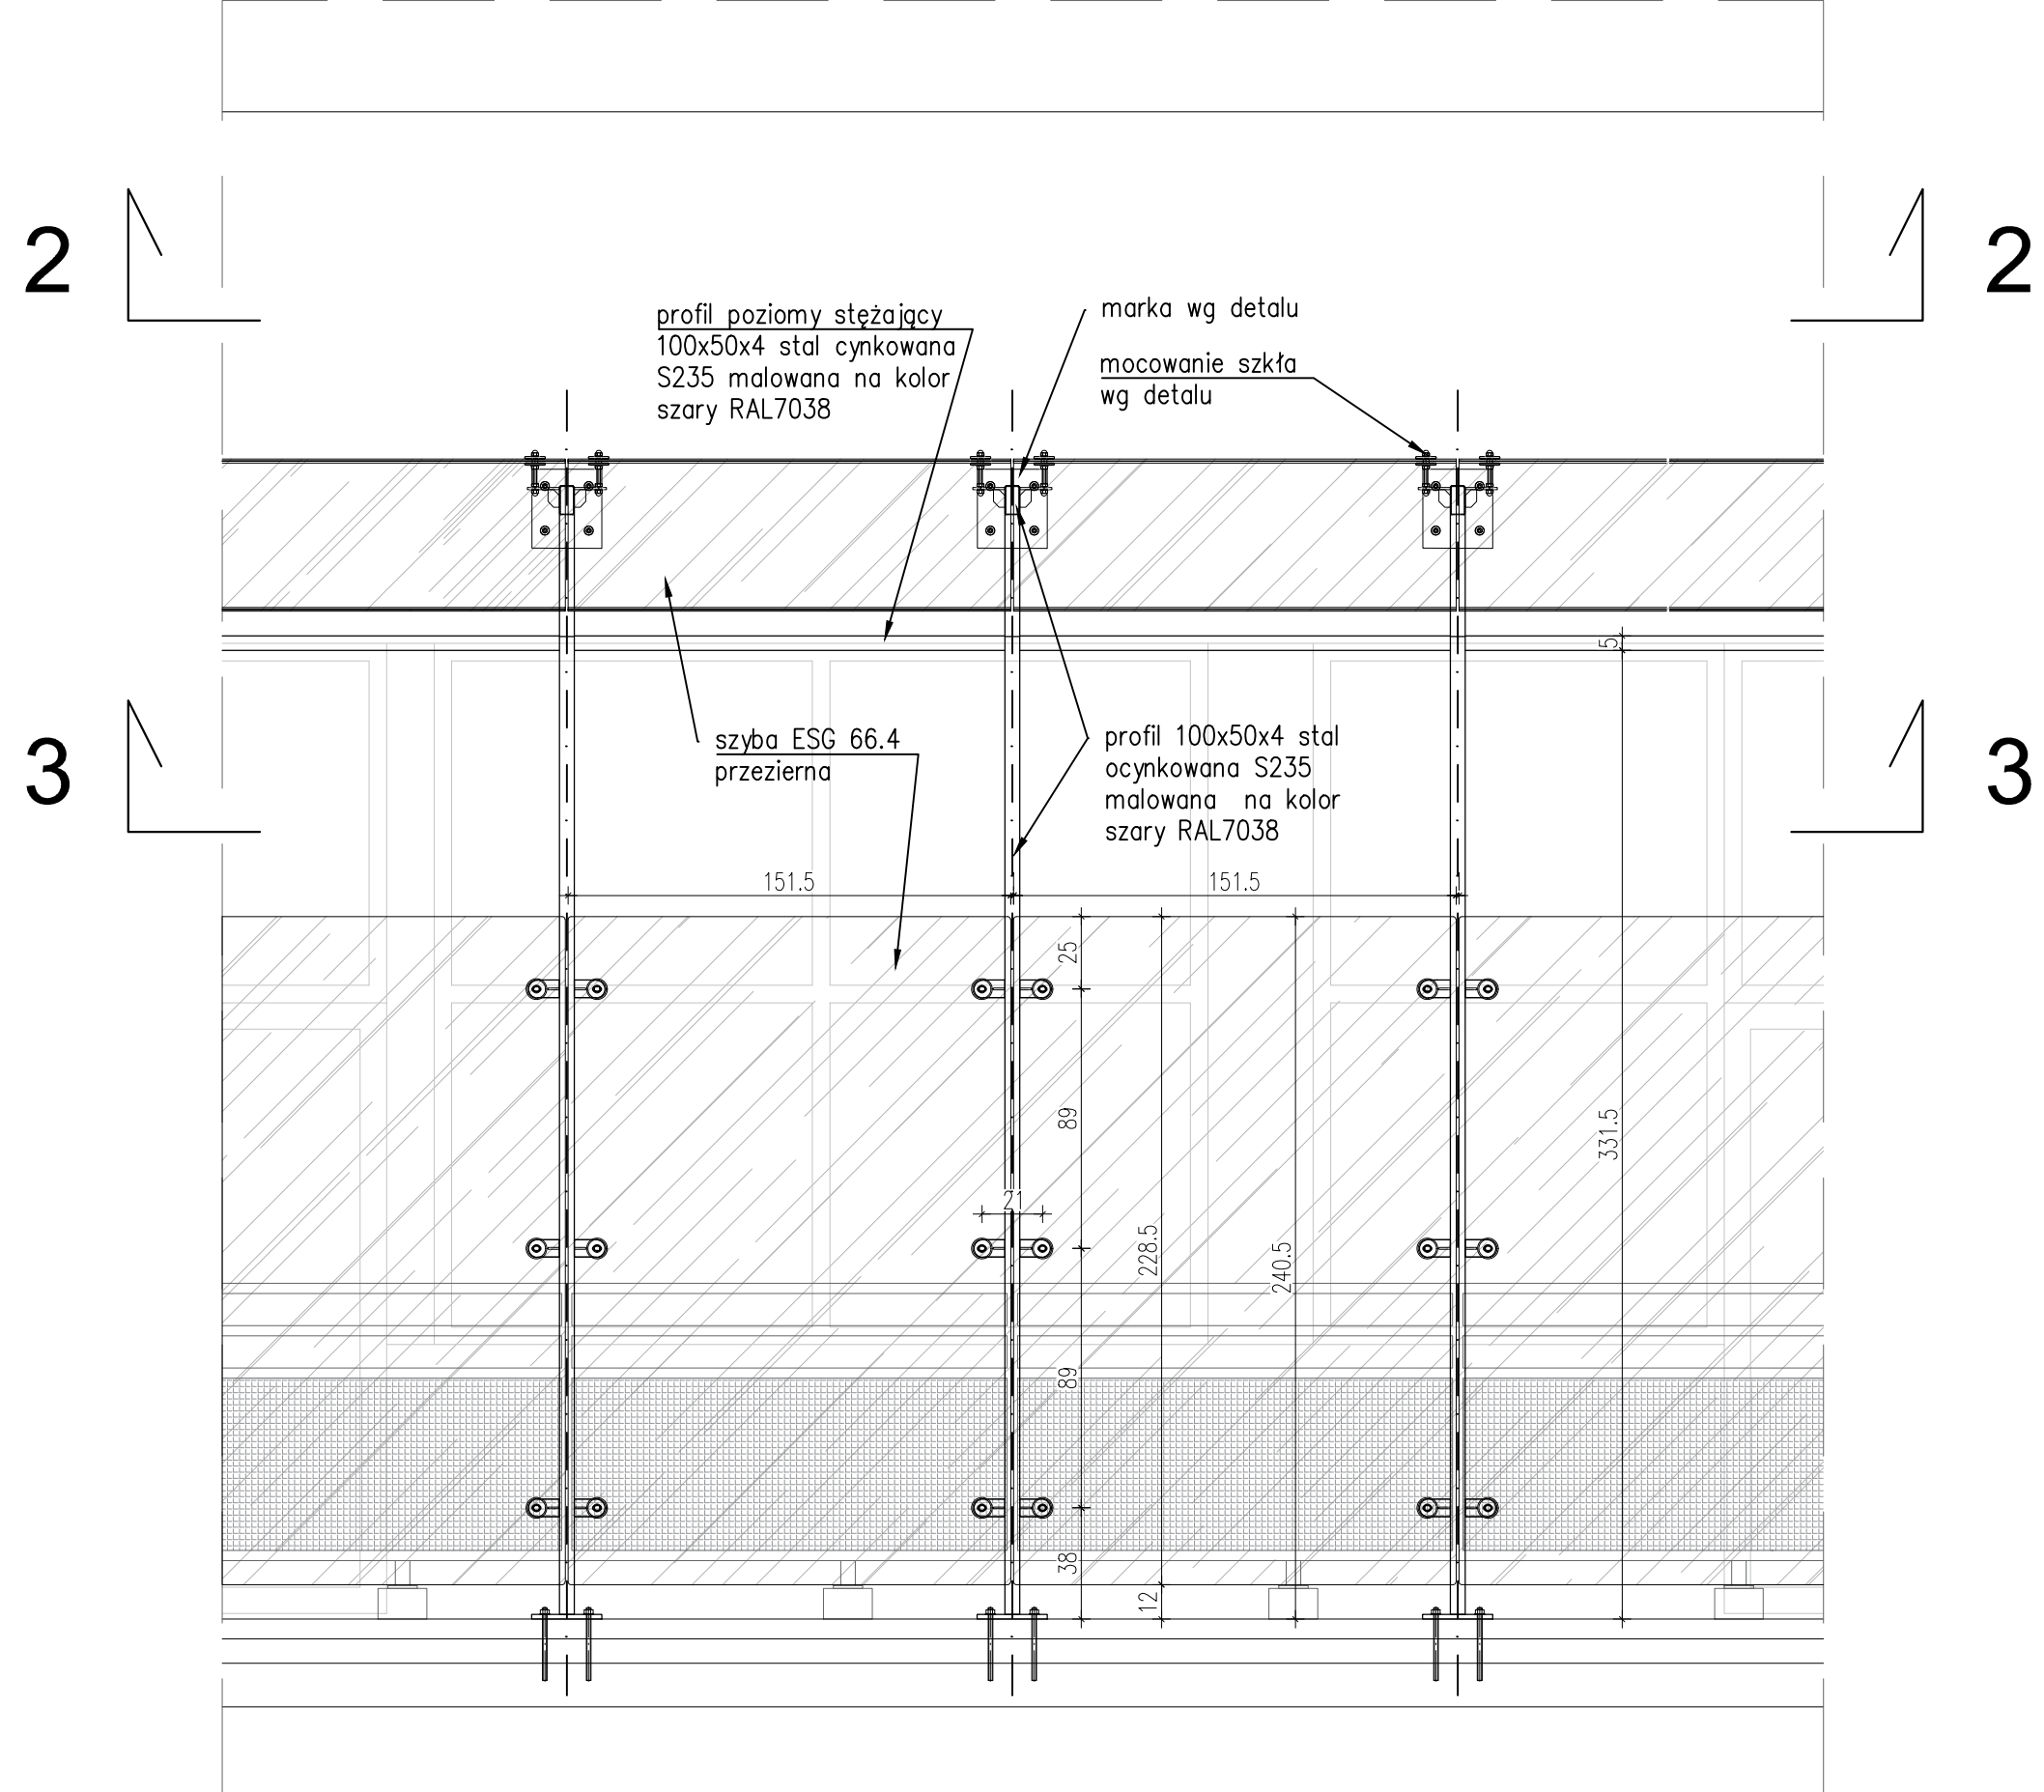 2
2
profil poziomy stężający
100x50x4 stal cynkowana
S235 malowana na kolor
szary RAL7038
marka wg detalu
mocowanie szkła
wg detalu
5
3
3
szyba ESG 66.4
przezierna
profil 100x50x4 stal
ocynkowana S235
malowana na kolor
szary RAL7038
151.5
151.5
25
89
331.5
21
228.5
240.5
89
38
12